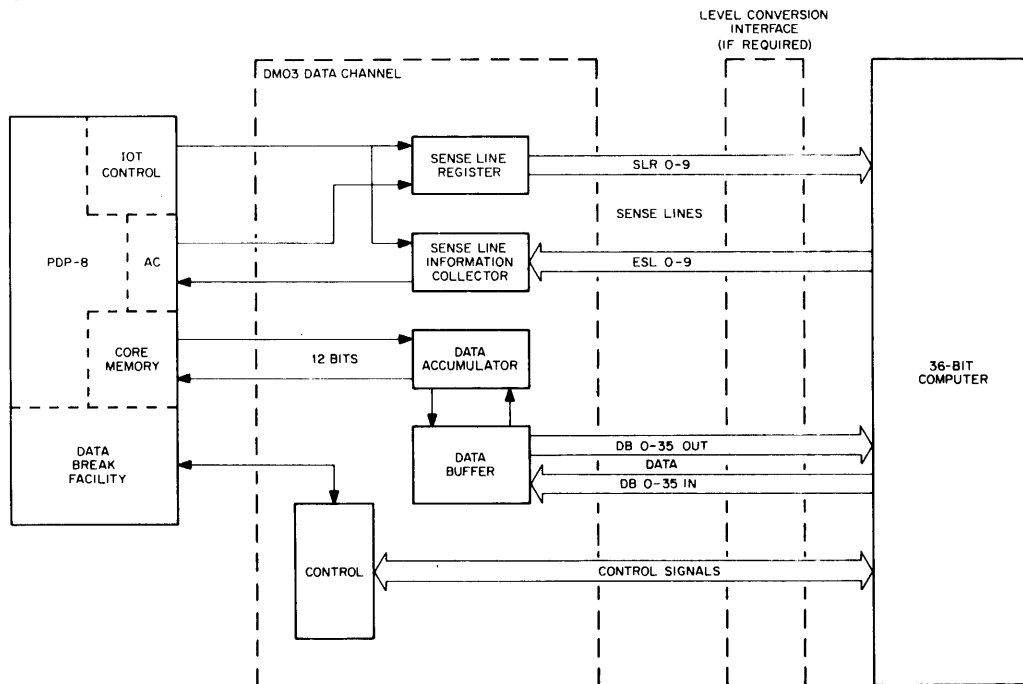 LEVEL CONVERSION
INTERFACE
(IF REQUIRED)
DM03 DATA CHANNEL
IOT
CONTROL
SENSE LINE
REGISTER
SLR 0-9
SENSE LINES
PDP-8
AC
SENSE LINE
INFORMATION
COLLECTOR
ESL 0-9
CORE
MEMORY
12 BITS
DATA
ACCUMULATOR
36-BIT
COMPUTER
DATA
BREAK
FACILITY
DATA
BUFFER
DB 0-35 OUT
DATA
DB 0-35 IN
CONTROL
CONTROL SIGNALS